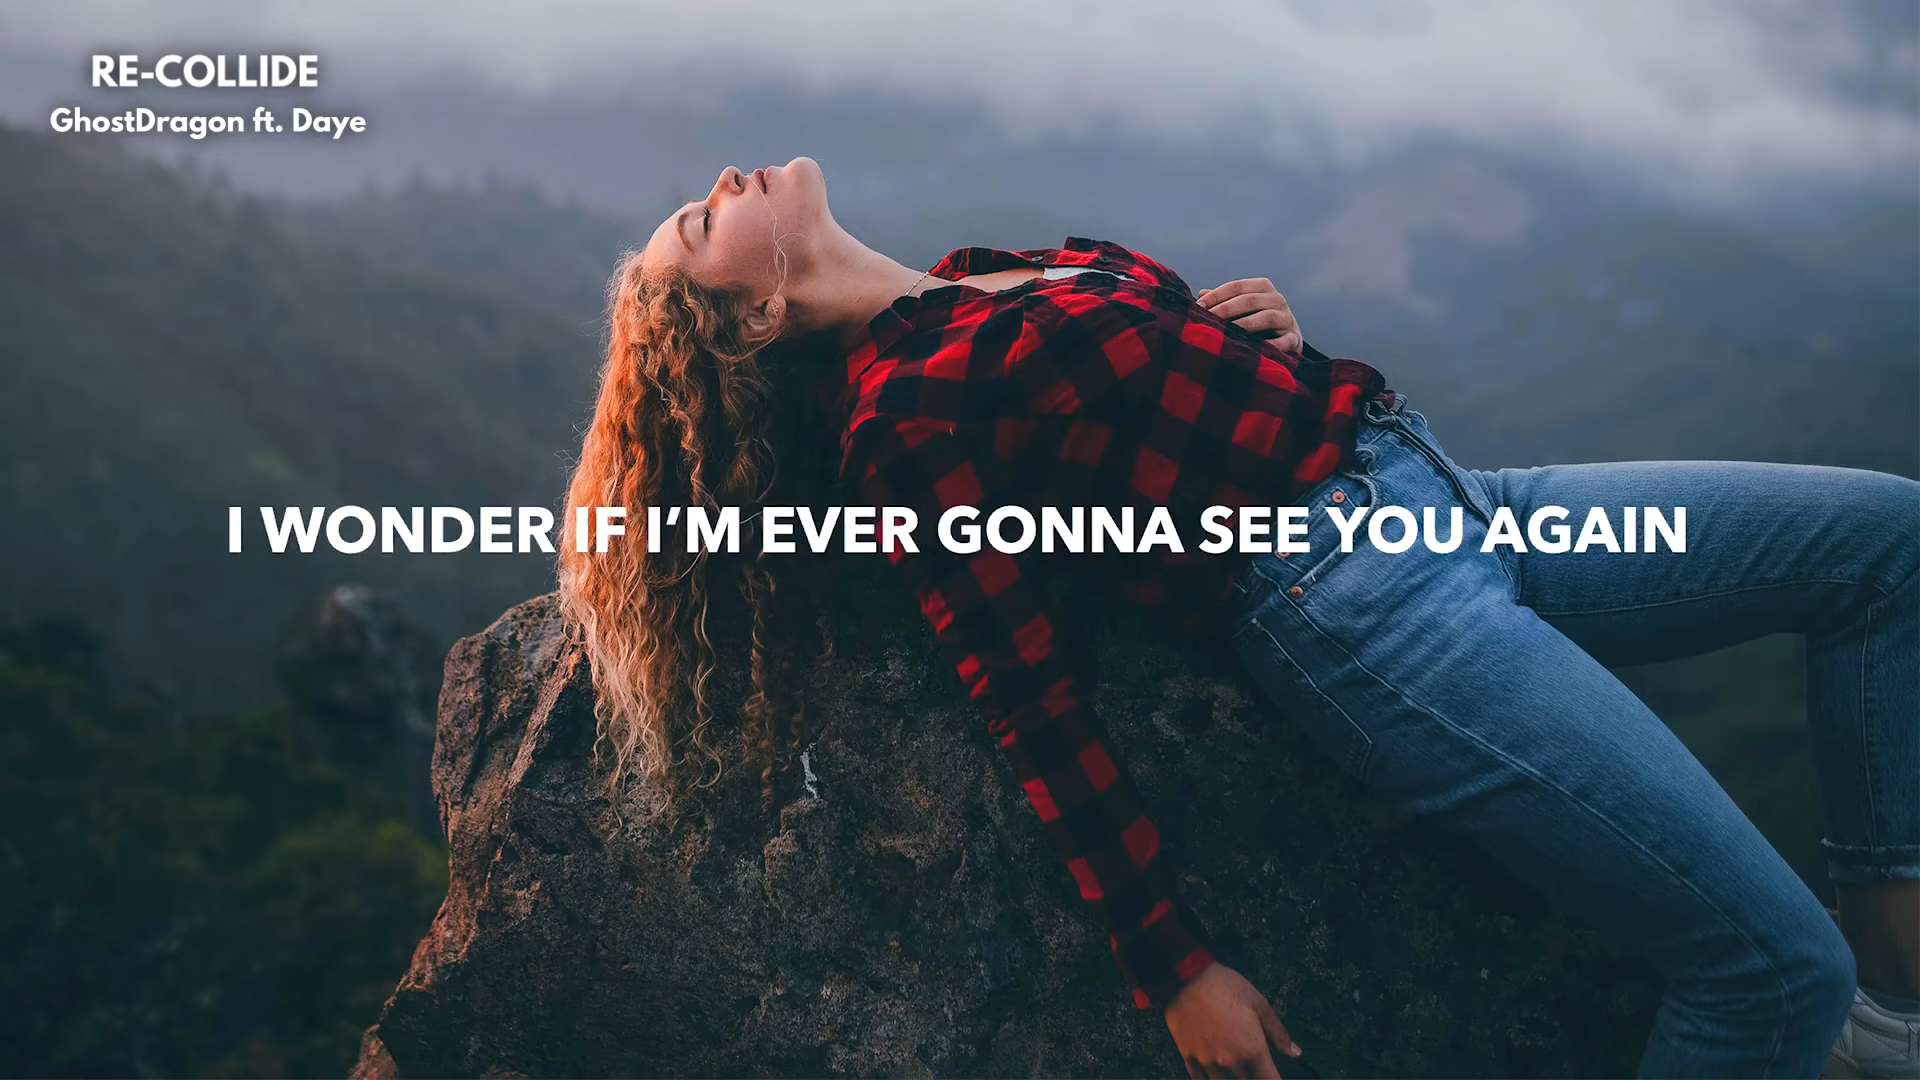 RE-COLLIDE
GhostDragon ft. Daye
I WONDER IF I’M EVER GONNA SEE YOU AGAIN